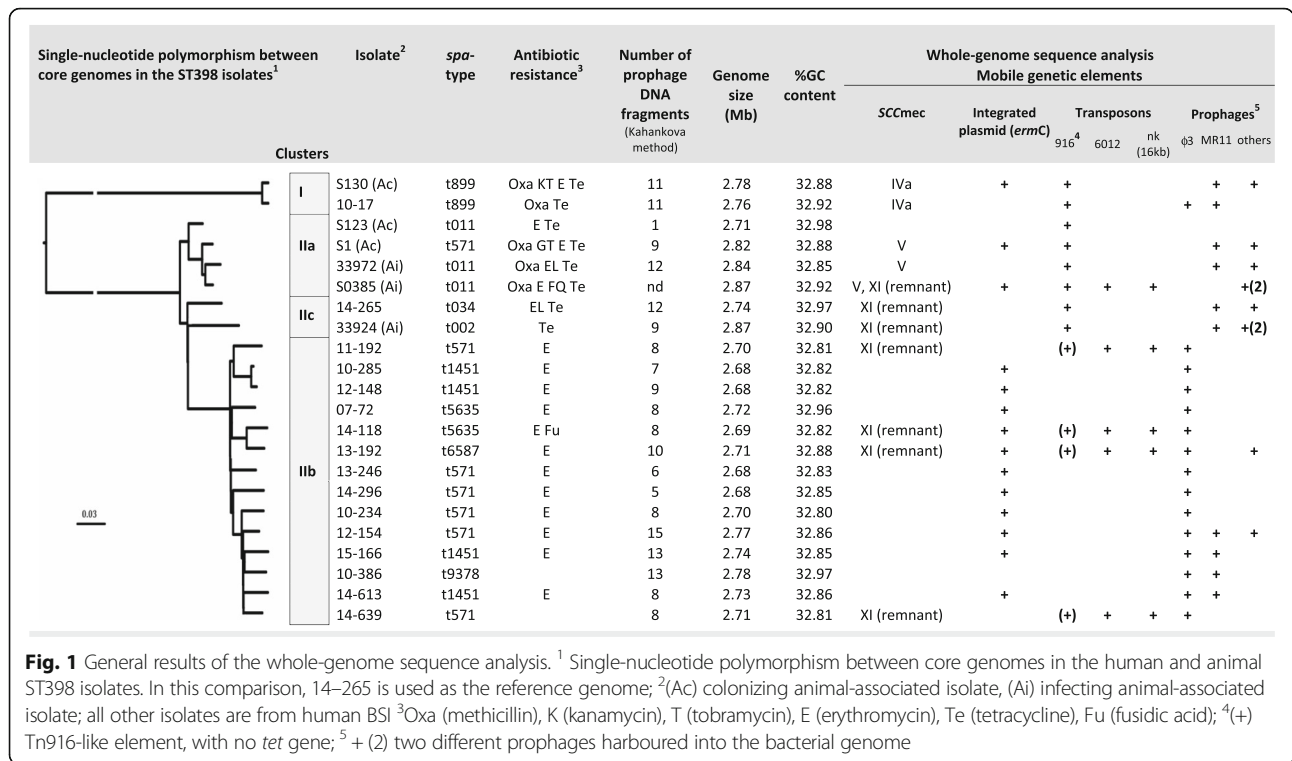 Single-nucleotide polymorphism between core genomes in the ST398 isolates1
Clusters
Isolate2
spa-type
Antibiotic resistance3
Number of prophage DNA fragments (Kahankova method)
Genome size (Mb)
%GC content
Whole-genome sequence analysis
Mobile genetic elements
SCCmec
Integrated plasmid (ermC)
Transposons
9164 6012 nk (16kb)
Prophages5
ϕ3 MR11 others
I
S130 (Ac) t899 Oxa KT E Te 11 2.78 32.88 IVa + + + +
10-17 t899 Oxa Te 11 2.76 32.92 IVa + + +
IIa
S123 (Ac) t011 E Te 1 2.71 32.98 +
S1 (Ac) t571 Oxa GT E Te 9 2.82 32.88 V + + + +
33972 (Ai) t011 Oxa EL Te 12 2.84 32.85 V + + +
S0385 (Ai) t011 Oxa E FQ Te nd 2.87 32.92 V, XI (remnant) + + + + +(2)
IIc
14-265 t034 EL Te 12 2.74 32.97 XI (remnant) + + +
33924 (Ai) t002 Te 9 2.87 32.90 XI (remnant) + + +(2)
IIb
11-192 t571 E 8 2.70 32.81 XI (remnant) (+) + + +
10-285 t1451 E 7 2.68 32.82 + +
12-148 t1451 E 9 2.68 32.82 + +
07-72 t5635 E 8 2.72 32.96 + +
14-118 t5635 E Fu 8 2.69 32.82 XI (remnant) + (+) + + +
13-192 t6587 E 10 2.71 32.88 XI (remnant) + (+) + + + +
13-246 t571 E 6 2.68 32.83 + +
14-296 t571 E 5 2.68 32.85 + +
10-234 t571 E 8 2.70 32.80 + +
12-154 t571 E 15 2.77 32.86 + + + +
15-166 t1451 E 13 2.74 32.85 + + +
10-386 t9378 13 2.78 32.97 + +
14-613 t1451 E 8 2.73 32.86 + + +
14-639 t571 8 2.71 32.81 XI (remnant) (+) + + +
0.03
Fig. 1 General results of the whole-genome sequence analysis. 1 Single-nucleotide polymorphism between core genomes in the human and animal
ST398 isolates. In this comparison, 14–265 is used as the reference genome; 2(Ac) colonizing animal-associated isolate, (Ai) infecting animal-associated
isolate; all other isolates are from human BSI 3Oxa (methicillin), K (kanamycin), T (tobramycin), E (erythromycin), Te (tetracycline), Fu (fusidic acid); 4(+)
Tn916-like element, with no tet gene; 5 + (2) two different prophages harboured into the bacterial genome